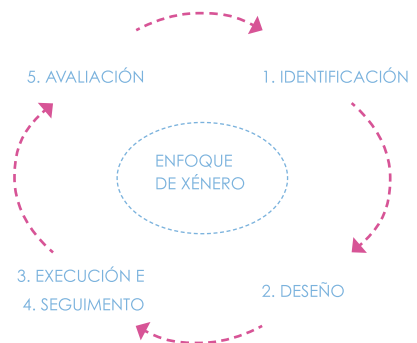 5. AVALIACIÓN
1. IDENTIFICACIÓN
ENFOQUE
DE XÉNERO
3. EXECUCIÓN E
4. SEGUIMENTO
2. DESEÑO